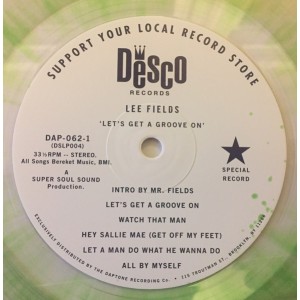 SUPPORT YOUR LOCAL RECORD STORE
Desco
RECORDS
LEE FIELDS
'LET'S GET A GROOVE ON'
DAP-062-1
(DSLP004)
33⅓ RPM – STEREO.
All Songs Bereket Music, BMI.
A
SUPER SOUL SOUND
Production.
SPECIAL
RECORD
INTRO BY MR. FIELDS
LET'S GET A GROOVE ON
WATCH THAT MAN
HEY SALLIE MAE (GET OFF MY FEET)
LET A MAN DO WHAT HE WANNA DO
ALL BY MYSELF
EXCLUSIVELY DISTRIBUTED BY THE DAPTONE RECORDING Co. · 115 TROUTMAN ST., BROOKLYN, NY 11206